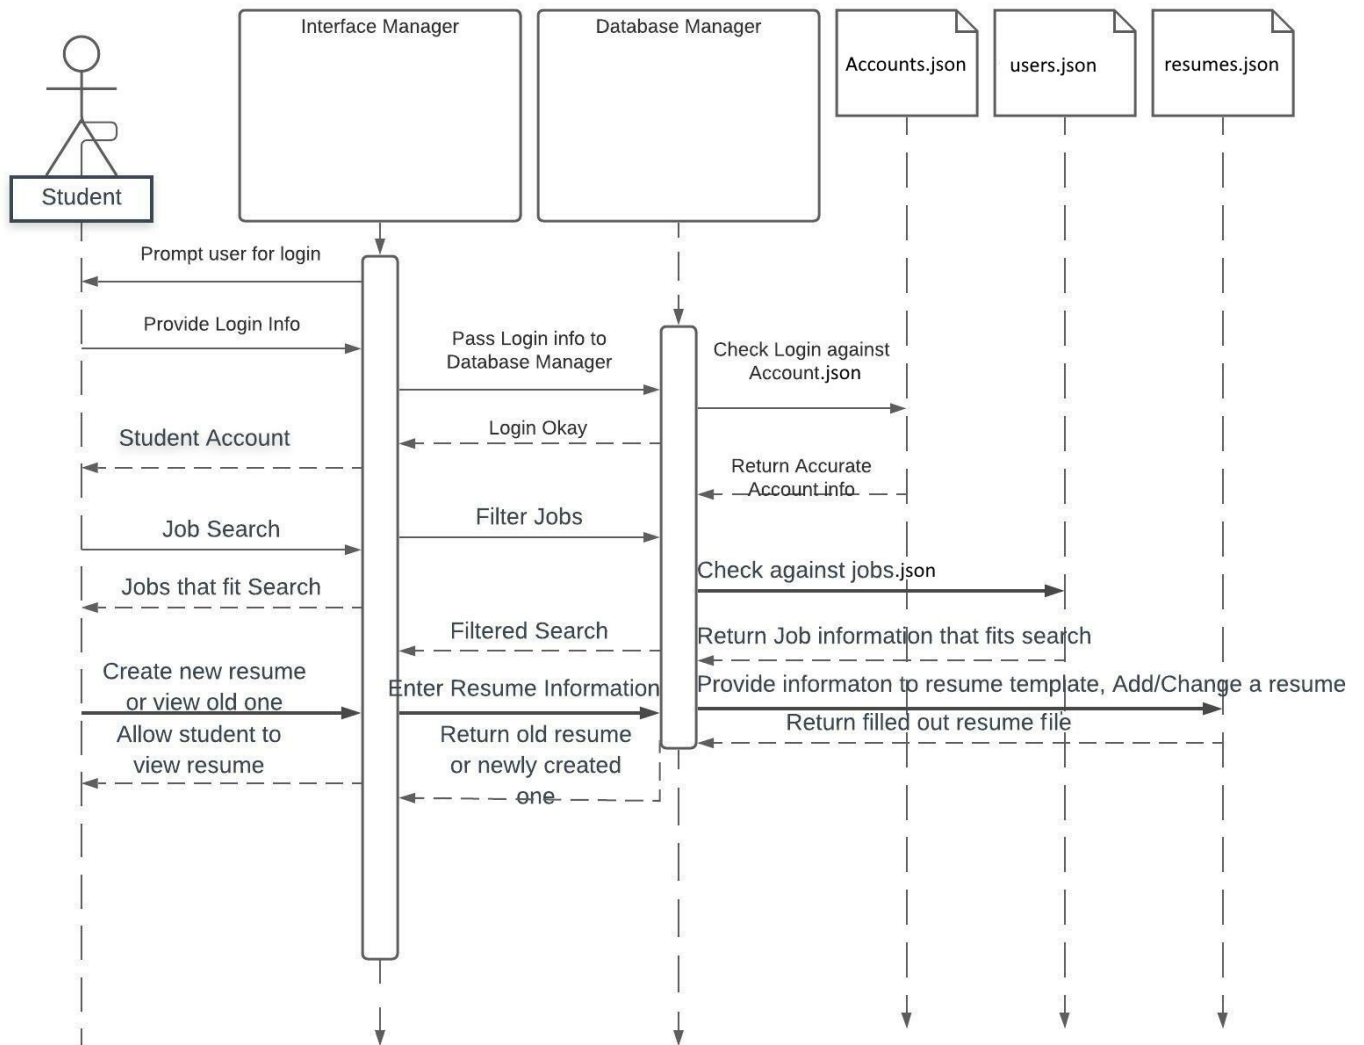 Interface Manager
Database Manager
Accounts.json
users.json
resumes.json
Student
Prompt user for login
Provide Login Info
Pass Login info to
Database Manager
Check Login against
Account.json
Login Okay
Student Account
Return Accurate
Account info
Job Search
Filter Jobs
Check against jobs.json
Jobs that fit Search
Filtered Search
Return Job information that fits search
Create new resume
or view old one
Enter Resume Information
Provide informaton to resume template, Add/Change a resume
Return filled out resume file
Allow student to
view resume
Return old resume
or newly created
one